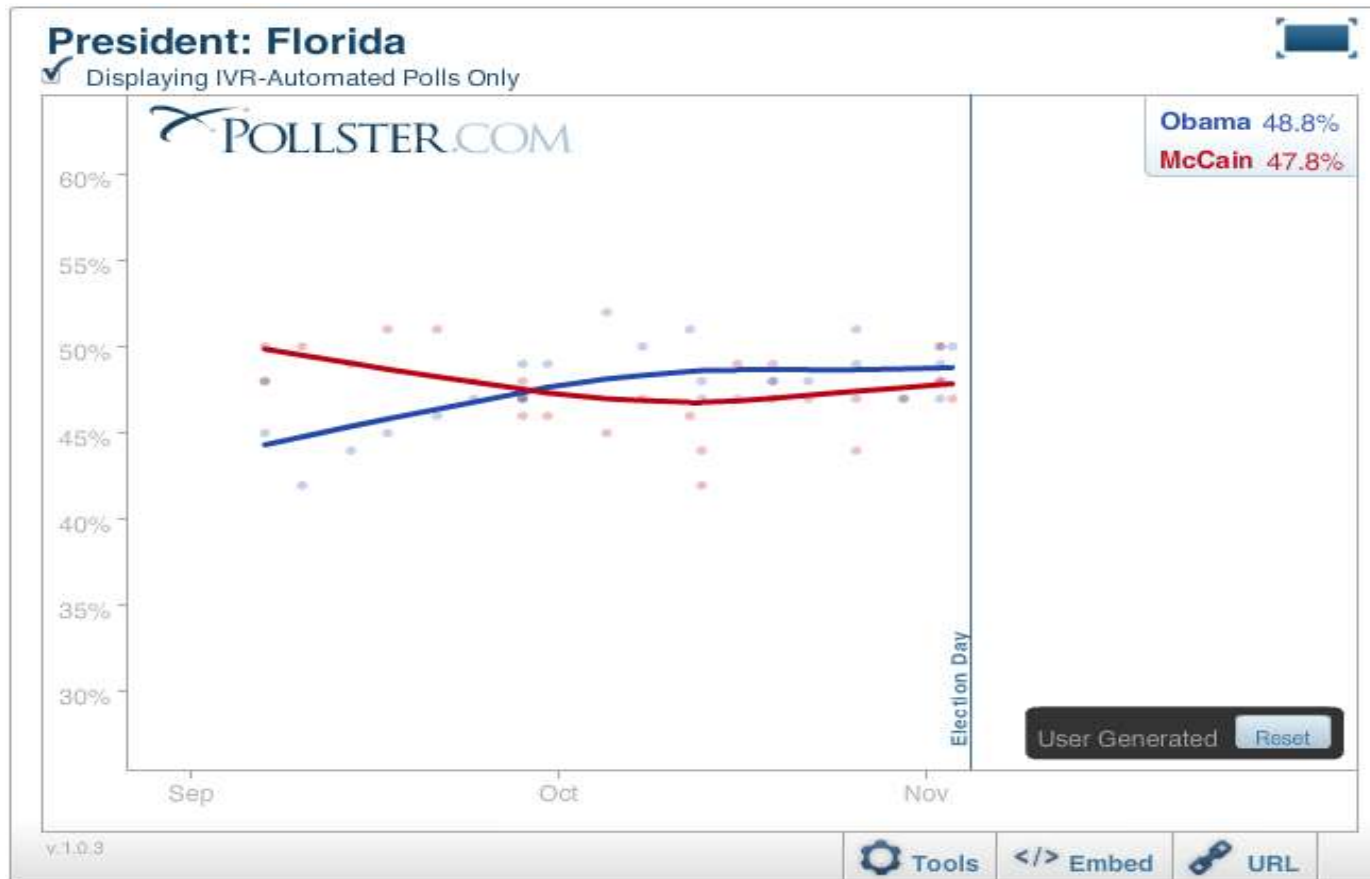 President: Florida
Displaying IVR-Automated Polls Only
POLLSTER.COM
Obama 48.8%
McCain 47.8%
60%
55%
50%
45%
40%
35%
30%
Election Day
User Generated Reset
Sep Oct Nov
v.1.0.3
Tools </> Embed URL